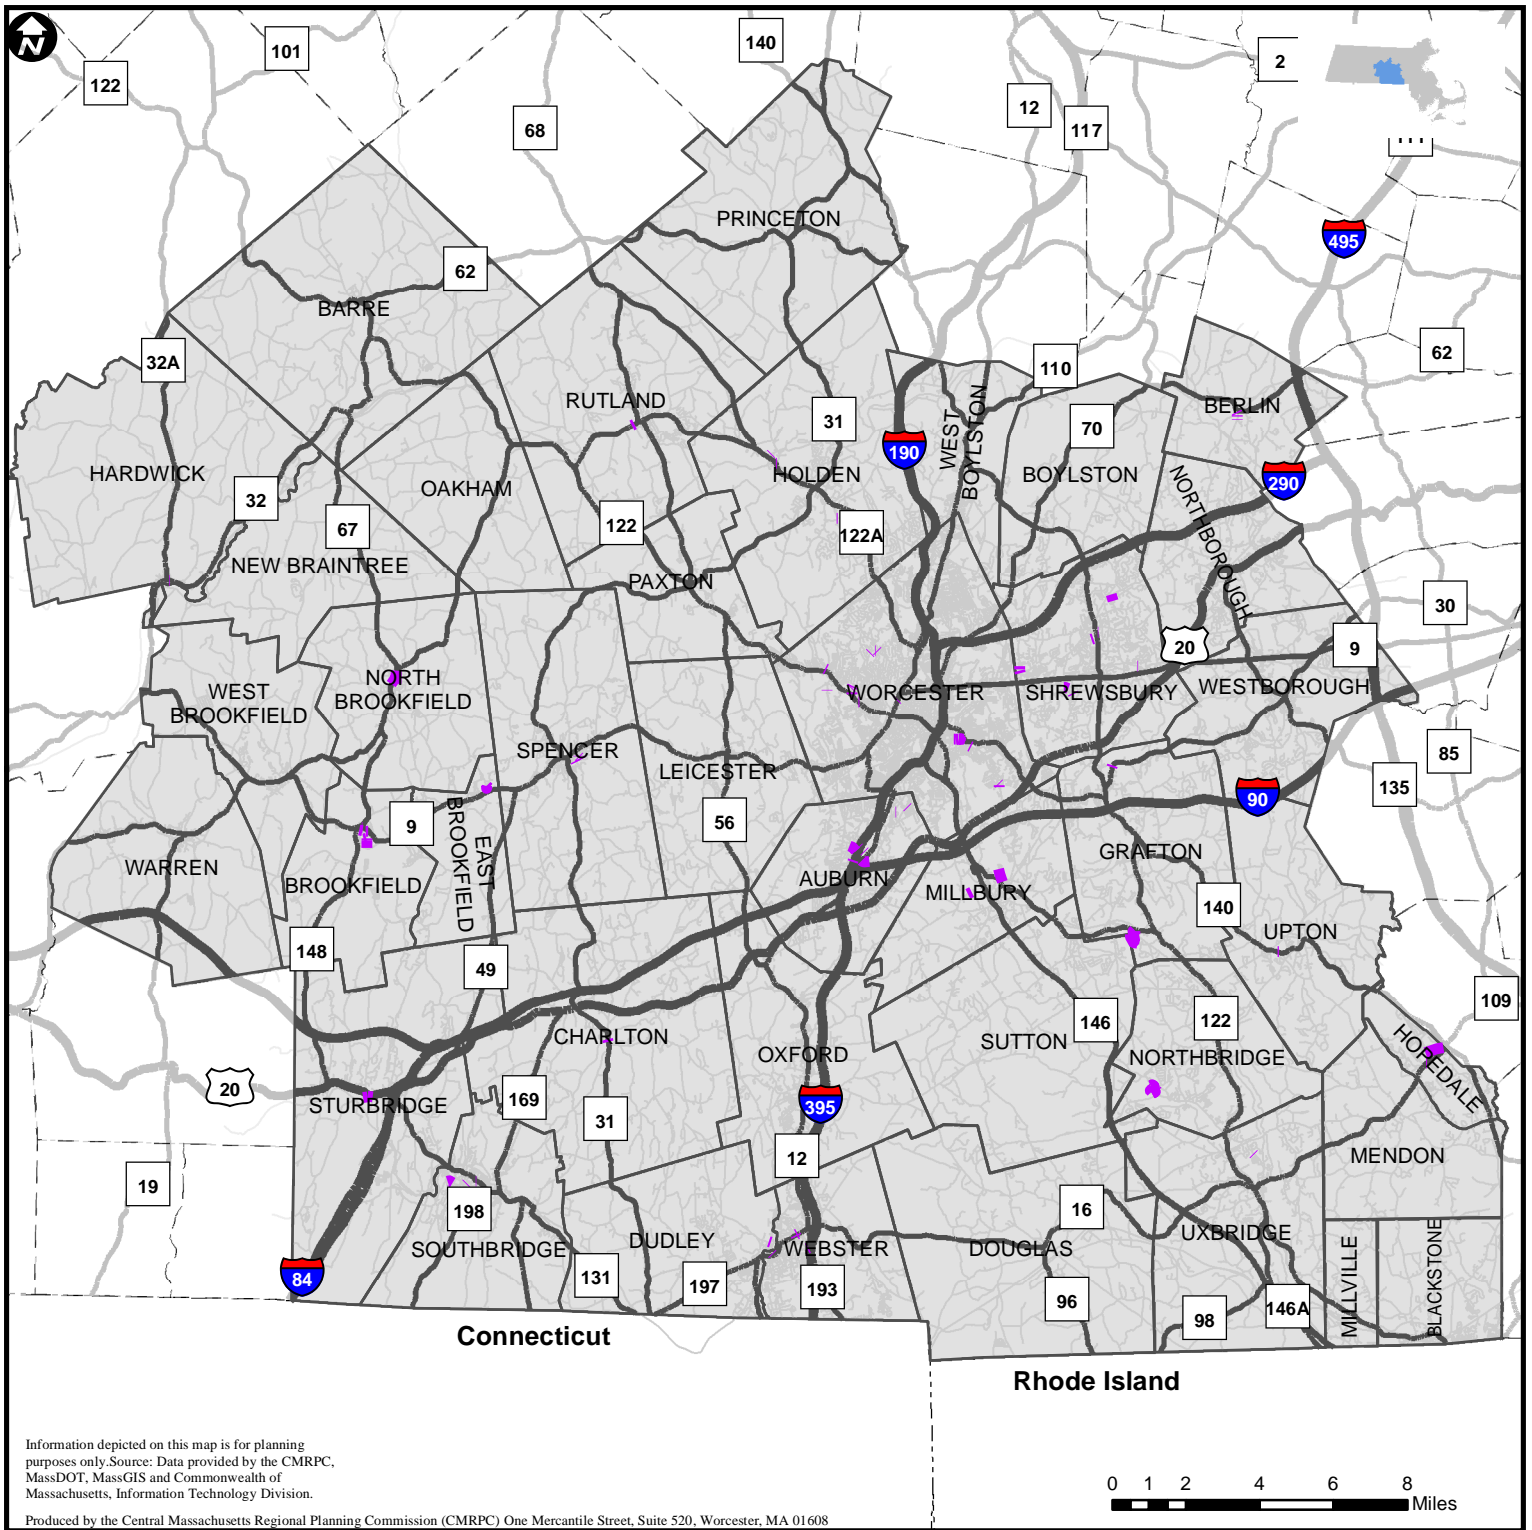 N
101
140
2
122
12
117
68
PRINCETON
495
62
BARRE
32A
62
110
RUTLAND
BERLIN
31
WEST
BOYLSTON
70
190
HARDWICK
HOLDEN
BOYLSTON
290
OAKHAM
NORTHBOROUGH
32
67
122
122A
NEW BRAINTREE
PAXTON
30
20
9
NORTH
BROOKFIELD
WEST
BROOKFIELD
WORCESTER
SHREWSBURY
WESTBOROUGH
SPENCER
85
LEICESTER
135
90
9
EAST
BROOKFIELD
56
WARREN
GRAFTON
BROOKFIELD
AUBURN
MILLBURY
140
UPTON
148
49
109
146
122
CHARLTON
OXFORD
SUTTON
NORTHBRIDGE
HOPEDALE
20
STURBRIDGE
169
395
31
12
MENDON
19
198
16
SOUTHBRIDGE
DUDLEY
WEBSTER
DOUGLAS
UXBRIDGE
MILLVILLE
BLACKSTONE
84
131
197
193
96
98
146A
Connecticut
Rhode Island
Information depicted on this map is for planning
purposes only.Source: Data provided by the CMRPC,
MassDOT, MassGIS and Commonwealth of
Massachusetts, Information Technology Division.
0 1 2 4 6 8
Miles
Produced by the Central Massachusetts Regional Planning Commission (CMRPC) One Mercantile Street, Suite 520, Worcester, MA 01608